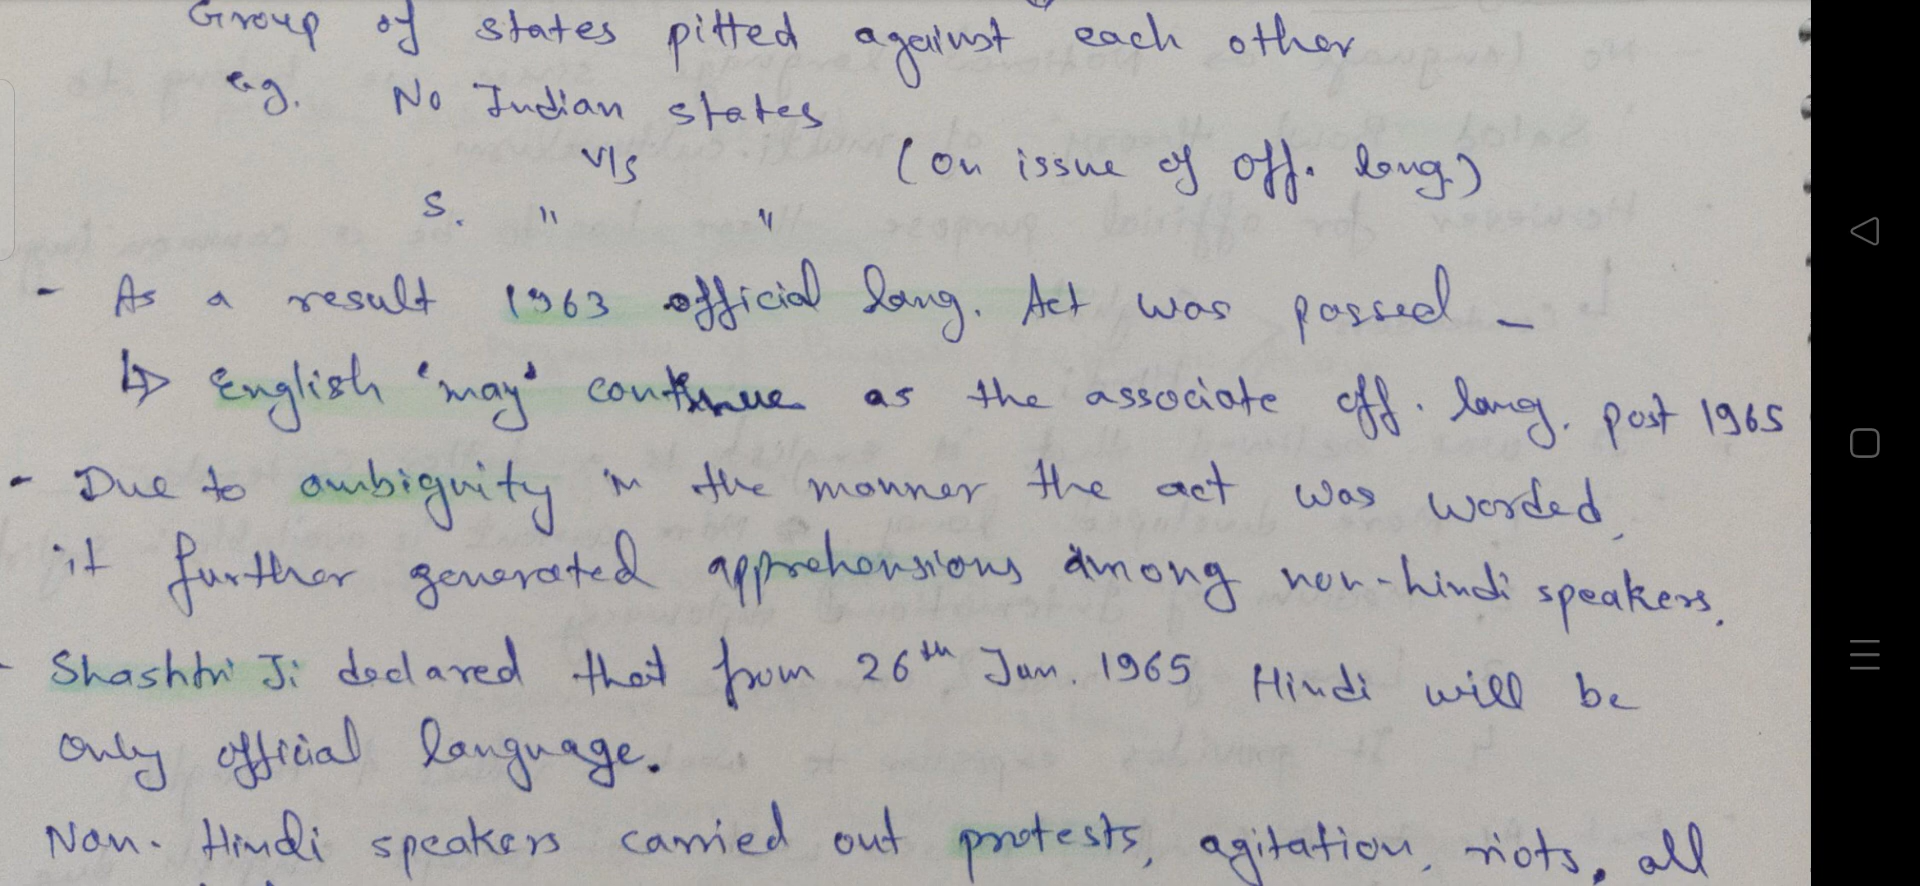 Group of states pitted against each other
eg. No Indian states
v/s (on issue of off. lang.)
S. " "
- As a result 1963 official lang. Act was passed -
↳ English 'may' continue as the associate off. lang. post 1965
- Due to ambiguity in the manner the act was worded,
it further generated apprehensions among non-hindi speakers.
- Shashtri Ji declared that from 26th Jan. 1965 Hindi will be
only official language.
Non-Hindi speakers carried out protests, agitation, riots, all